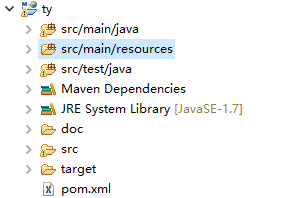 ty
src/main/java
src/main/resources
src/test/java
Maven Dependencies
JRE System Library [JavaSE-1.7]
doc
src
target
pom.xml